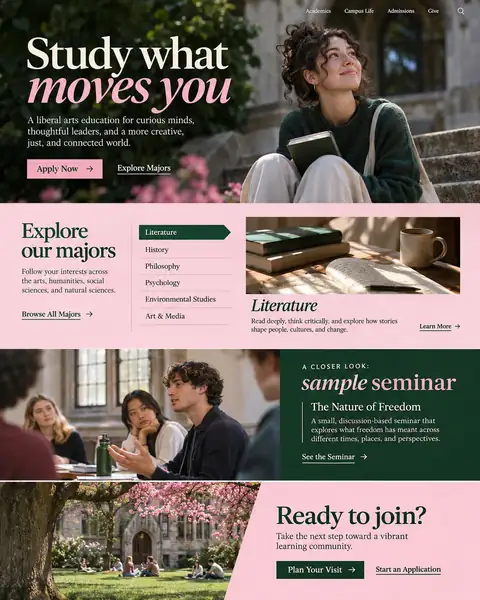 Academics Campus Life Admissions Give
Study what
moves you
A liberal arts education for curious minds,
thoughtful leaders, and a more creative,
just, and connected world.
Apply Now → Explore Majors
Explore
our majors
Follow your interests across
the arts, humanities, social
sciences, and natural sciences.
Browse All Majors →
Literature
History
Philosophy
Psychology
Environmental Studies
Art & Media
Literature
Read deeply, think critically, and explore how stories
shape people, cultures, and change.
Learn More →
A CLOSER LOOK:
sample seminar
The Nature of Freedom
A small, discussion-based seminar that
explores what freedom has meant across
different times, places, and perspectives.
See the Seminar →
Ready to join?
Take the next step toward a vibrant
learning community.
Plan Your Visit → Start an Application